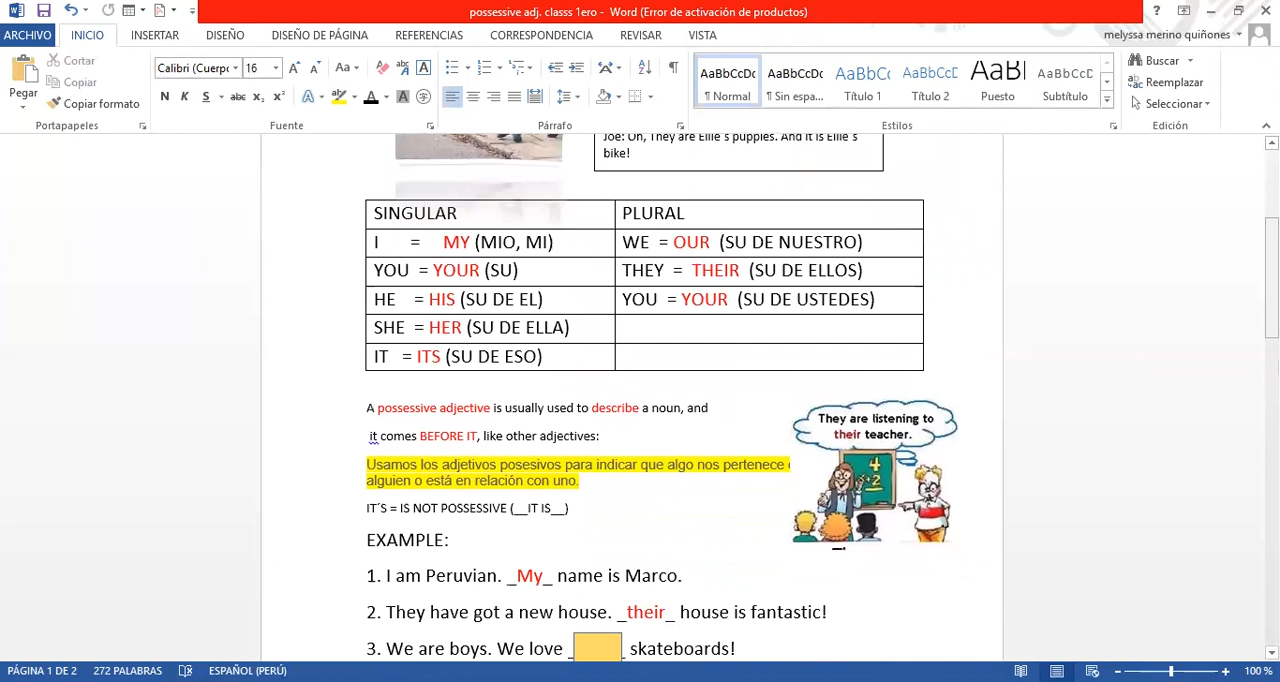 possessive adj. classs 1ero - Word (Error de activación de productos)
ARCHIVO INICIO INSERTAR DISEÑO DISEÑO DE PÁGINA REFERENCIAS CORRESPONDENCIA REVISAR VISTA melyssa merino quiñones
Pegar
Cortar
Copiar
Copiar formato
Portapapeles
Calibri (Cuerpo 16
Fuente
Párrafo
AaBbCcDc AaBbCcDc AaBbCc AaBbCcD AaBI AaBbCcD
¶ Normal ¶ Sin espa... Título 1 Título 2 Puesto Subtítulo
Estilos
Buscar
Reemplazar
Seleccionar
Edición
Joe: Oh, They are Ellie´s puppies. And it is Ellie´s
bike!
SINGULAR PLURAL
I = MY (MIO, MI) WE = OUR (SU DE NUESTRO)
YOU = YOUR (SU) THEY = THEIR (SU DE ELLOS)
HE = HIS (SU DE EL) YOU = YOUR (SU DE USTEDES)
SHE = HER (SU DE ELLA)
IT = ITS (SU DE ESO)
A possessive adjective is usually used to describe a noun, and
it comes BEFORE IT, like other adjectives:
Usamos los adjetivos posesivos para indicar que algo nos pertenece
alguien o está en relación con uno.
IT´S = IS NOT POSSESSIVE (__IT IS__)
They are listening to
their teacher.
4
+2
EXAMPLE:
1. I am Peruvian. _My_ name is Marco.
2. They have got a new house. _their_ house is fantastic!
3. We are boys. We love _ _ skateboards!
PÁGINA 1 DE 2 272 PALABRAS ESPAÑOL (PERÚ) 100 %